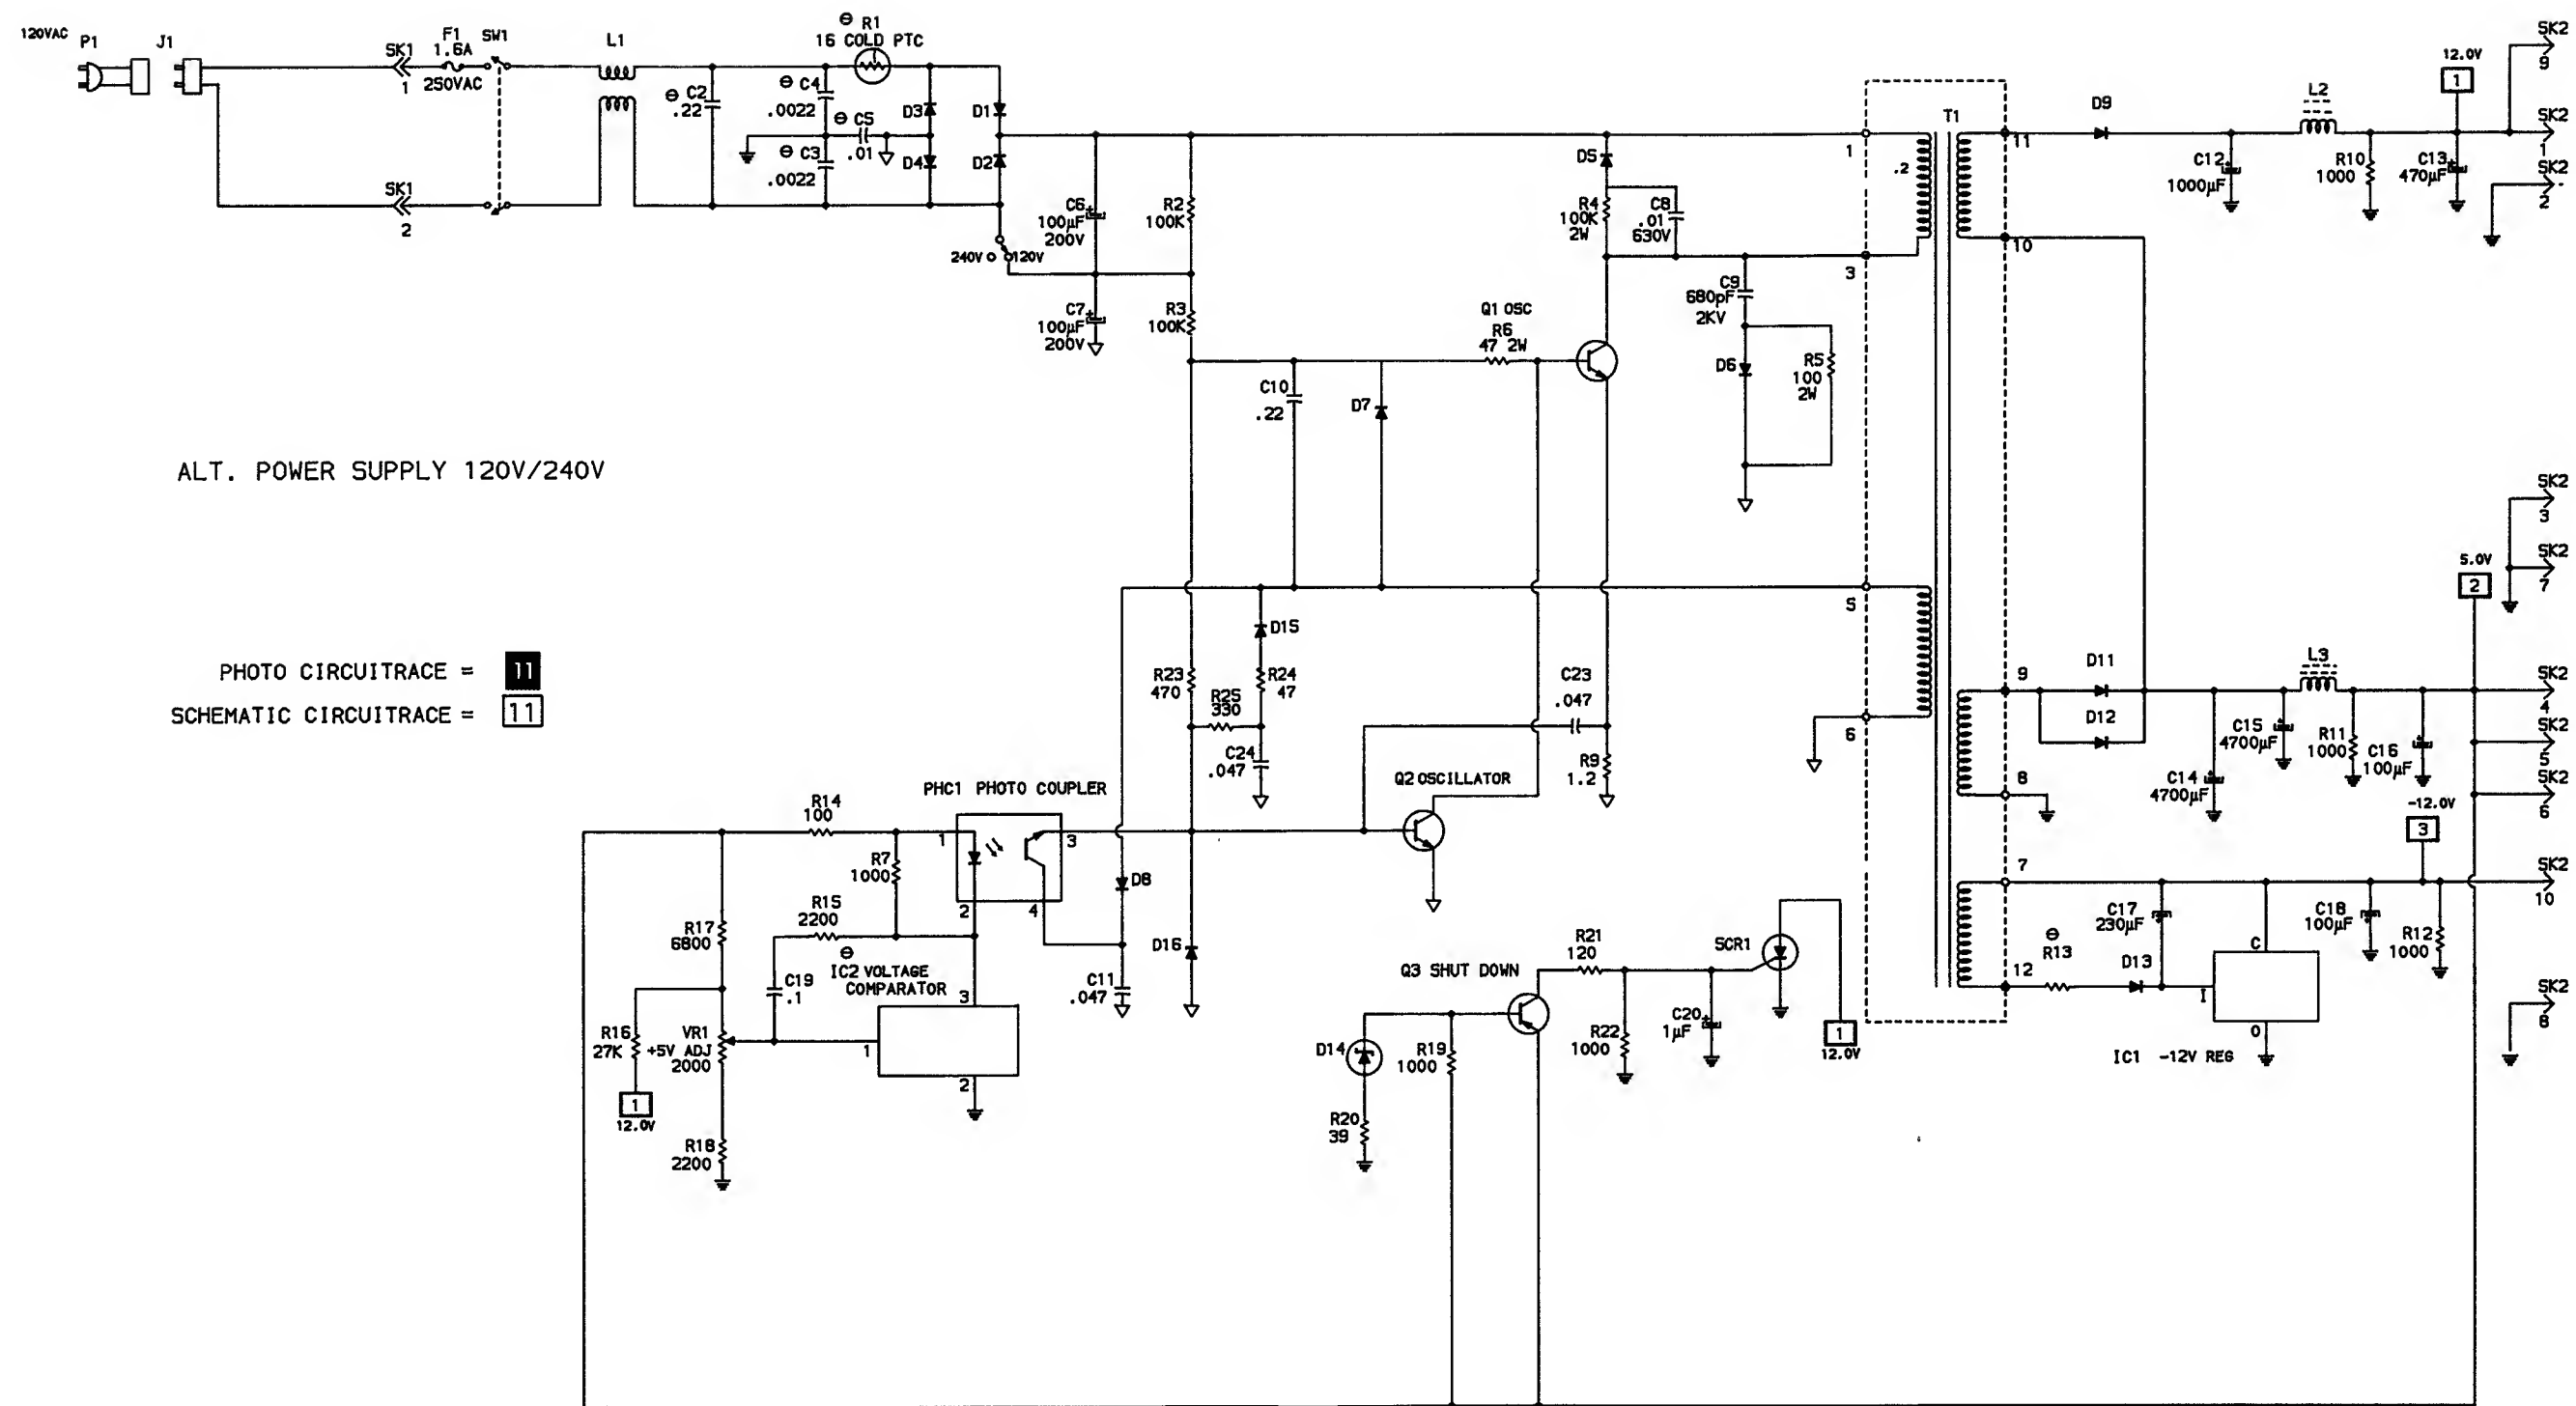 120VAC
P1
J1
SK1
1
F1
1.6A
250VAC
SW1
L1
SK1
2
⊖ C2
.22
⊖ R1
16 COLD PTC
⊖ C4
.0022
⊖ C5
.01
⊖ C3
.0022
D3
D4
D1
D2
240V
120V
C6
100µF
200V
C7
100µF
200V
R2
100K
R3
100K
D5
R4
100K
2W
C8
.01
630V
C9
680pF
2KV
D6
R5
100
2W
Q1 OSC
R6
47 2W
C10
.22
D7
T1
1
.2
3
5
6
11
10
9
8
7
12
D9
C12
1000µF
L2
R10
1000
C13
470µF
12.0V
1
SK2
9
SK2
1
SK2
2
SK2
3
SK2
7
5.0V
2
SK2
4
SK2
5
SK2
6
-12.0V
3
SK2
10
SK2
8
ALT. POWER SUPPLY 120V/240V
PHOTO CIRCUITRACE = 11
SCHEMATIC CIRCUITRACE = 11
D15
R23
470
R24
47
R25
330
C24
.047
C23
.047
R9
1.2
D11
D12
L3
C14
4700µF
C15
4700µF
R11
1000
C16
100µF
PHC1 PHOTO COUPLER
1
2
3
4
Q2 OSCILLATOR
R14
100
R7
1000
R15
2200
D8
C11
.047
D16
R17
6800
C19
.1
⊖
IC2 VOLTAGE
COMPARATOR
3
1
2
R16
27K
1
12.0V
VR1
+5V ADJ
2000
R18
2200
Q3 SHUT DOWN
D14
R20
39
R19
1000
R21
120
R22
1000
C20
1µF
SCR1
1
12.0V
⊖
R13
D13
C17
230µF
C
I
O
IC1 -12V REG
C18
100µF
R12
1000